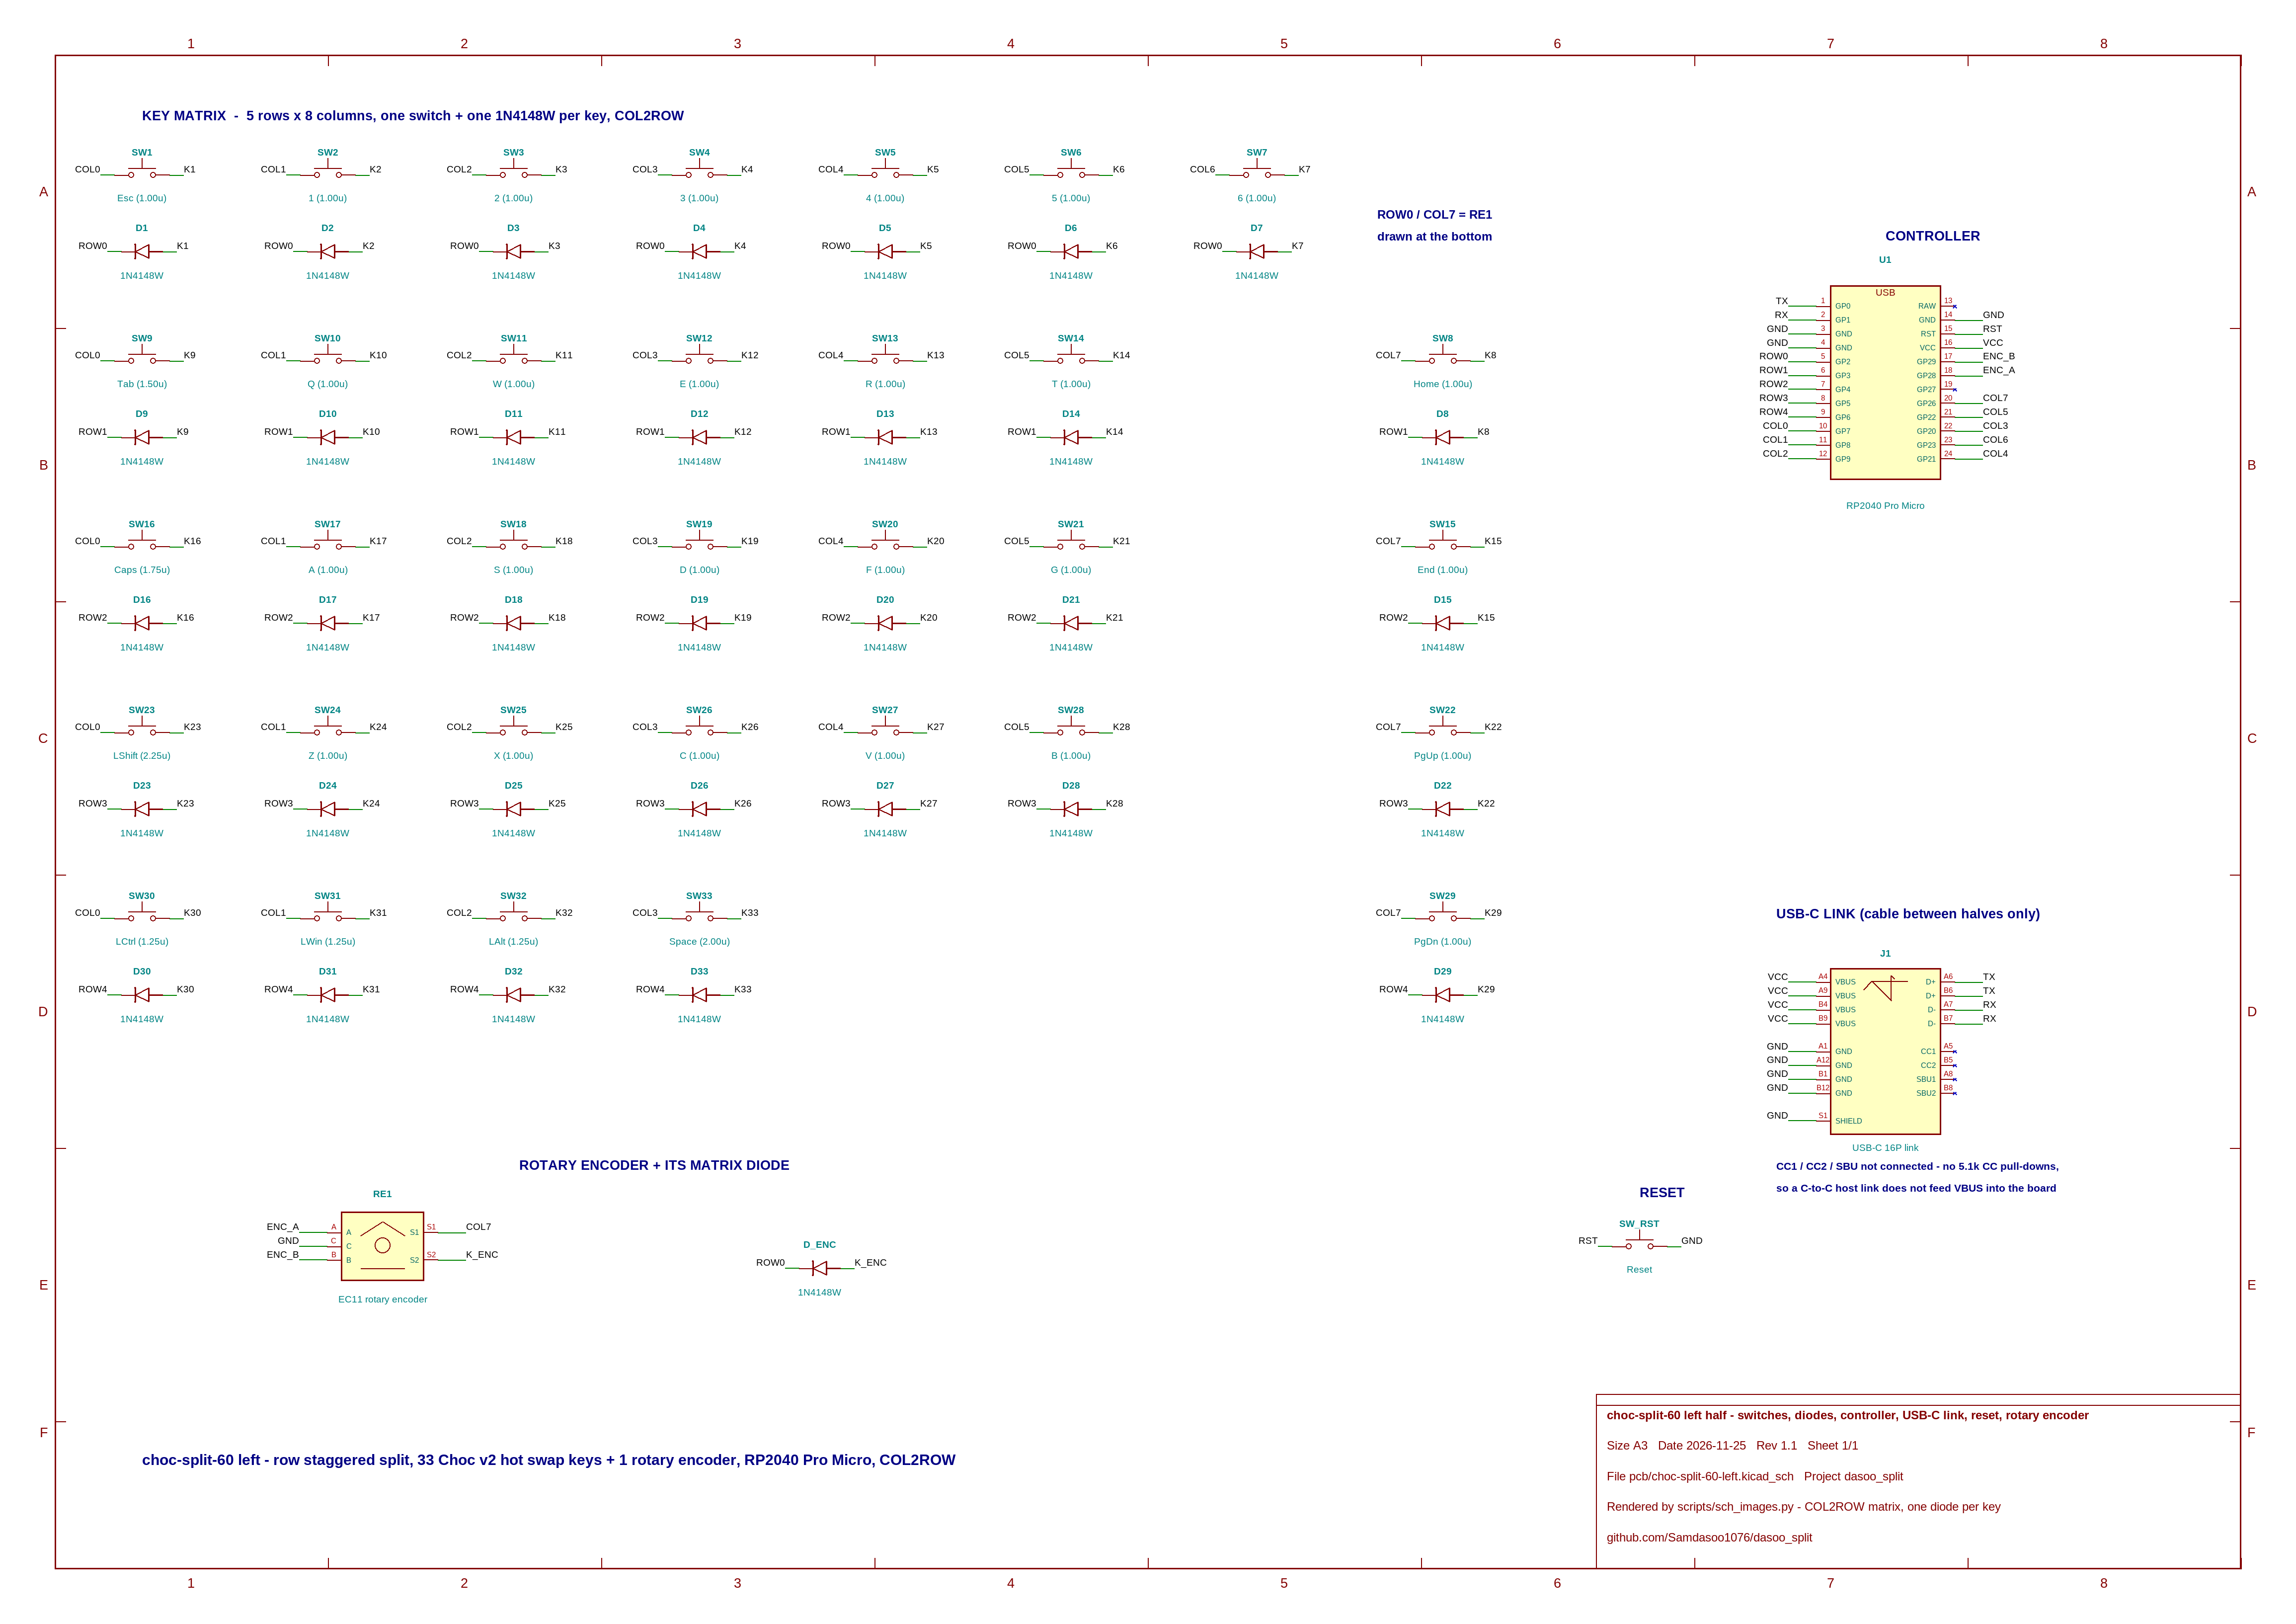 1 2 3 4 5 6 7 8
KEY MATRIX - 5 rows x 8 columns, one switch + one 1N4148W per key, COL2ROW
SW1 SW2 SW3 SW4 SW5 SW6 SW7
COL0 K1 COL1 K2 COL2 K3 COL3 K4 COL4 K5 COL5 K6 COL6 K7
A A
Esc (1.00u) 1 (1.00u) 2 (1.00u) 3 (1.00u) 4 (1.00u) 5 (1.00u) 6 (1.00u)
D1 D2 D3 D4 D5 D6 D7
ROW0 K1 ROW0 K2 ROW0 K3 ROW0 K4 ROW0 K5 ROW0 K6 ROW0 K7
1N4148W 1N4148W 1N4148W 1N4148W 1N4148W 1N4148W 1N4148W
ROW0 / COL7 = RE1
drawn at the bottom
SW9 SW10 SW11 SW12 SW13 SW14 SW8
COL0 K9 COL1 K10 COL2 K11 COL3 K12 COL4 K13 COL5 K14 COL7 K8
Tab (1.50u) Q (1.00u) W (1.00u) E (1.00u) R (1.00u) T (1.00u) Home (1.00u)
D9 D10 D11 D12 D13 D14 D8
ROW1 K9 ROW1 K10 ROW1 K11 ROW1 K12 ROW1 K13 ROW1 K14 ROW1 K8
1N4148W 1N4148W 1N4148W 1N4148W 1N4148W 1N4148W 1N4148W
B B
SW16 SW17 SW18 SW19 SW20 SW21 SW15
COL0 K16 COL1 K17 COL2 K18 COL3 K19 COL4 K20 COL5 K21 COL7 K15
Caps (1.75u) A (1.00u) S (1.00u) D (1.00u) F (1.00u) G (1.00u) End (1.00u)
D16 D17 D18 D19 D20 D21 D15
ROW2 K16 ROW2 K17 ROW2 K18 ROW2 K19 ROW2 K20 ROW2 K21 ROW2 K15
1N4148W 1N4148W 1N4148W 1N4148W 1N4148W 1N4148W 1N4148W
SW23 SW24 SW25 SW26 SW27 SW28 SW22
COL0 K23 COL1 K24 COL2 K25 COL3 K26 COL4 K27 COL5 K28 COL7 K22
C C
LShift (2.25u) Z (1.00u) X (1.00u) C (1.00u) V (1.00u) B (1.00u) PgUp (1.00u)
D23 D24 D25 D26 D27 D28 D22
ROW3 K23 ROW3 K24 ROW3 K25 ROW3 K26 ROW3 K27 ROW3 K28 ROW3 K22
1N4148W 1N4148W 1N4148W 1N4148W 1N4148W 1N4148W 1N4148W
SW30 SW31 SW32 SW33 SW29
COL0 K30 COL1 K31 COL2 K32 COL3 K33 COL7 K29
LCtrl (1.25u) LWin (1.25u) LAlt (1.25u) Space (2.00u) PgDn (1.00u)
D30 D31 D32 D33 D29
ROW4 K30 ROW4 K31 ROW4 K32 ROW4 K33 ROW4 K29
D D
1N4148W 1N4148W 1N4148W 1N4148W 1N4148W
CONTROLLER
U1
USB
TX 1 GP0 RAW 13
RX 2 GP1 GND 14 GND
GND 3 GND RST 15 RST
GND 4 GND VCC 16 VCC
ROW0 5 GP2 GP29 17 ENC_B
ROW1 6 GP3 GP28 18 ENC_A
ROW2 7 GP4 GP27 19
ROW3 8 GP5 GP26 20 COL7
ROW4 9 GP6 GP22 21 COL5
COL0 10 GP7 GP20 22 COL3
COL1 11 GP8 GP23 23 COL6
COL2 12 GP9 GP21 24 COL4
RP2040 Pro Micro
USB-C LINK (cable between halves only)
J1
VCC A4 VBUS D+ A6 TX
VCC A9 VBUS D+ B6 TX
VCC B4 VBUS D- A7 RX
VCC B9 VBUS D- B7 RX
GND A1 GND CC1 A5
GND A12 GND CC2 B5
GND B1 GND SBU1 A8
GND B12 GND SBU2 B8
GND S1 SHIELD
USB-C 16P link
CC1 / CC2 / SBU not connected - no 5.1k CC pull-downs,
so a C-to-C host link does not feed VBUS into the board
ROTARY ENCODER + ITS MATRIX DIODE
RE1
ENC_A A A S1 S1 COL7
GND C C
ENC_B B B S2 S2 K_ENC
EC11 rotary encoder
D_ENC
ROW0 K_ENC
1N4148W
RESET
SW_RST
RST GND
Reset
E E
F F
choc-split-60 left - row staggered split, 33 Choc v2 hot swap keys + 1 rotary encoder, RP2040 Pro Micro, COL2ROW
choc-split-60 left half - switches, diodes, controller, USB-C link, reset, rotary encoder
Size A3 Date 2026-11-25 Rev 1.1 Sheet 1/1
File pcb/choc-split-60-left.kicad_sch Project dasoo_split
Rendered by scripts/sch_images.py - COL2ROW matrix, one diode per key
github.com/Samdasoo1076/dasoo_split
1 2 3 4 5 6 7 8